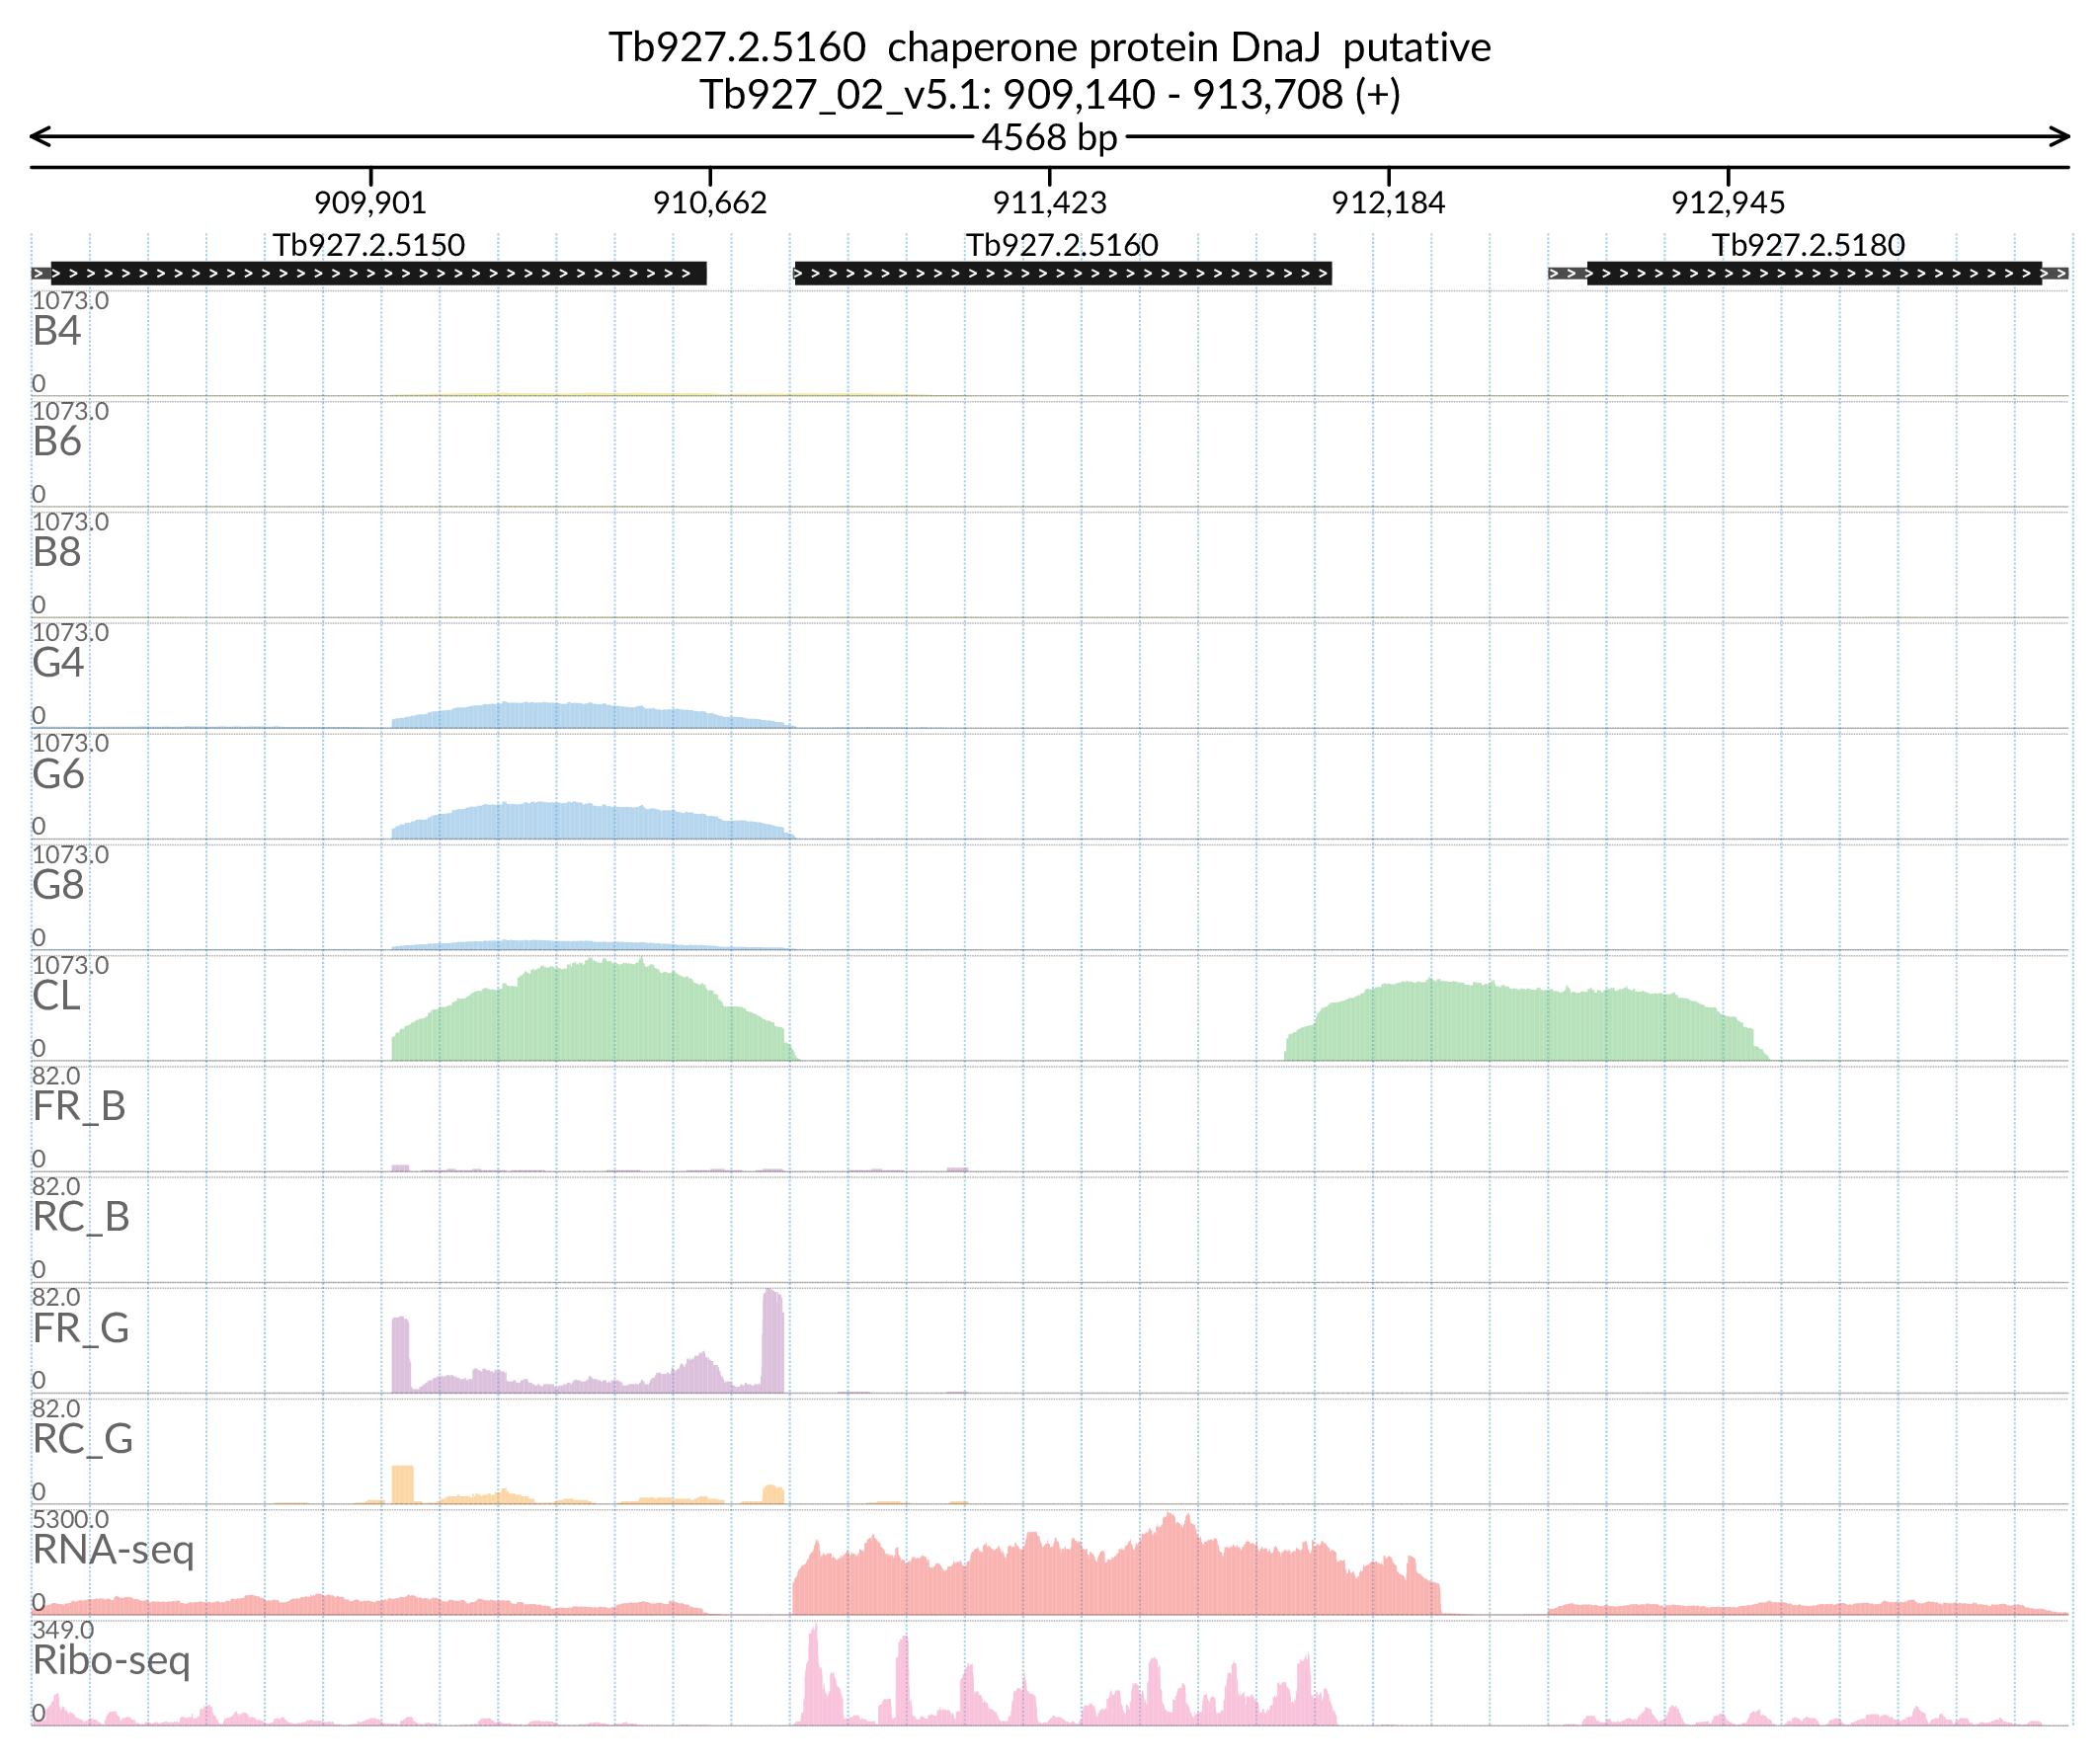 Tb927.2.5160  chaperone protein DnaJ  putative
Tb927_02_v5.1: 909,140 - 913,708 (+)
4568 bp
909,901 910,662 911,423 912,184 912,945
Tb927.2.5150 Tb927.2.5160 Tb927.2.5180
1073.0
B4
0
1073.0
B6
0
1073.0
B8
0
1073.0
G4
0
1073.0
G6
0
1073.0
G8
0
1073.0
CL
0
82.0
FR_B
0
82.0
RC_B
0
82.0
FR_G
0
82.0
RC_G
0
5300.0
RNA-seq
0
349.0
Ribo-seq
0